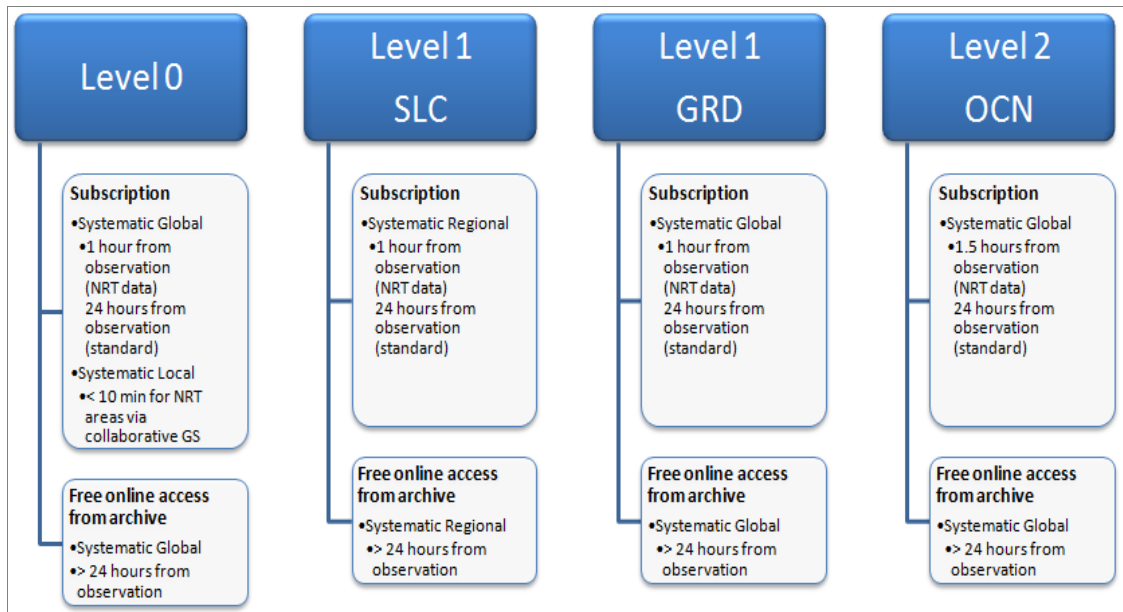 Level 0
Subscription
•Systematic Global
•1 hour from
observation
(NRT data)
24 hours from
observation
(standard)
•Systematic Local
•< 10 min for NRT
areas via
collaborative GS
Free online access
from archive
•Systematic Global
•> 24 hours from
observation
Level 1
SLC
Subscription
•Systematic Regional
•1 hour from
observation
(NRT data)
24 hours from
observation
(standard)
Free online access
from archive
•Systematic Regional
•> 24 hours from
observation
Level 1
GRD
Subscription
•Systematic Global
•1 hour from
observation
(NRT data)
24 hours from
observation
(standard)
Free online access
from archive
•Systematic Global
•> 24 hours from
observation
Level 2
OCN
Subscription
•Systematic Global
•1.5 hours from
observation
(NRT data)
24 hours from
observation
(standard)
Free online access
from archive
•Systematic Global
•> 24 hours from
observation